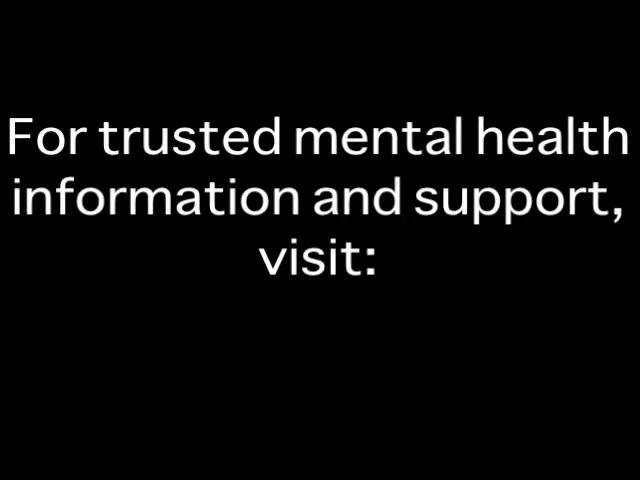 For trusted mental health
information and support,
visit: